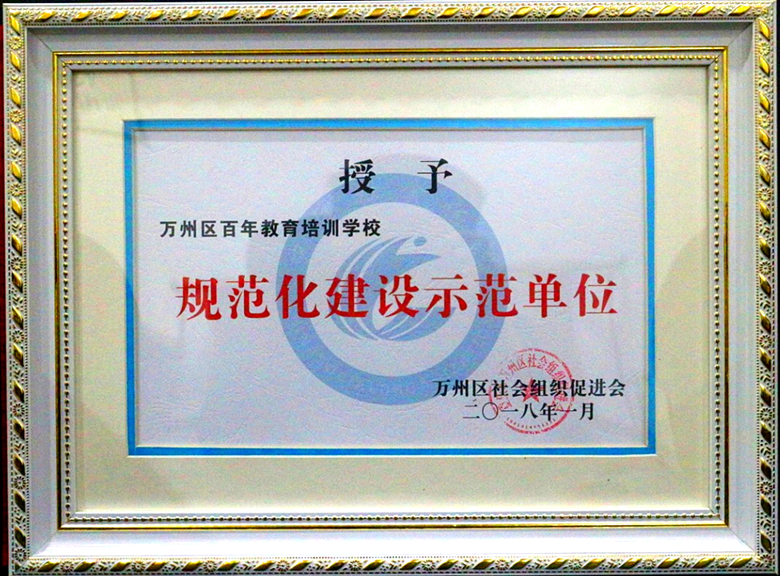 授 予
万州区百年教育培训学校
规范化建设示范单位
万州区社会组织促进会
二〇一八年一月